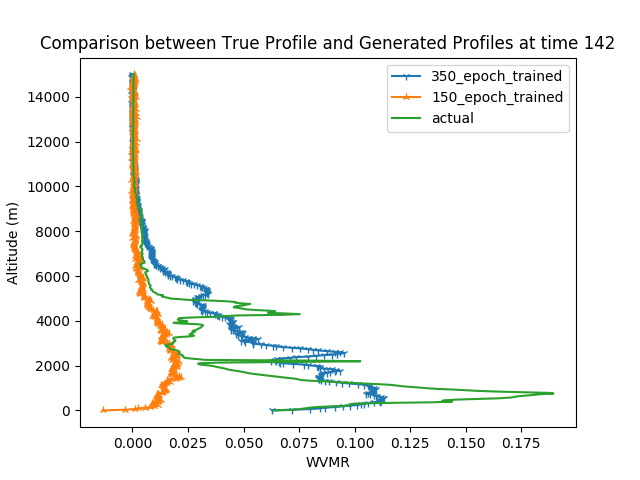 Comparison between True Profile and Generated Profiles at time 142
350_epoch_trained
150_epoch_trained
actual
Altitude (m)
14000
12000
10000
8000
6000
4000
2000
0
0.000 0.025 0.050 0.075 0.100 0.125 0.150 0.175
WVMR